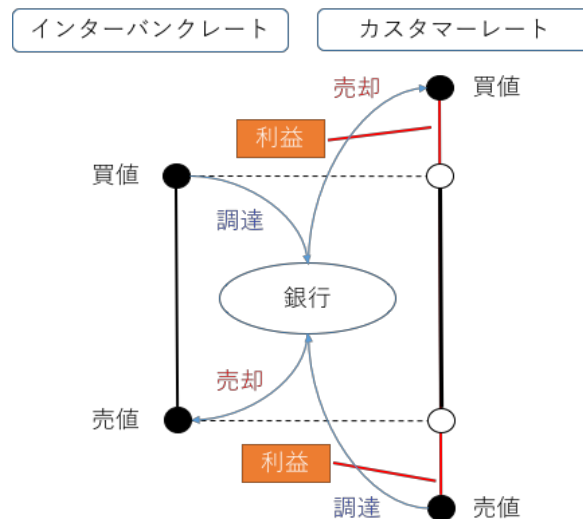 インターバンクレート
カスタマーレート
売却
買値
利益
買値
調達
銀行
売却
売値
利益
調達
売値